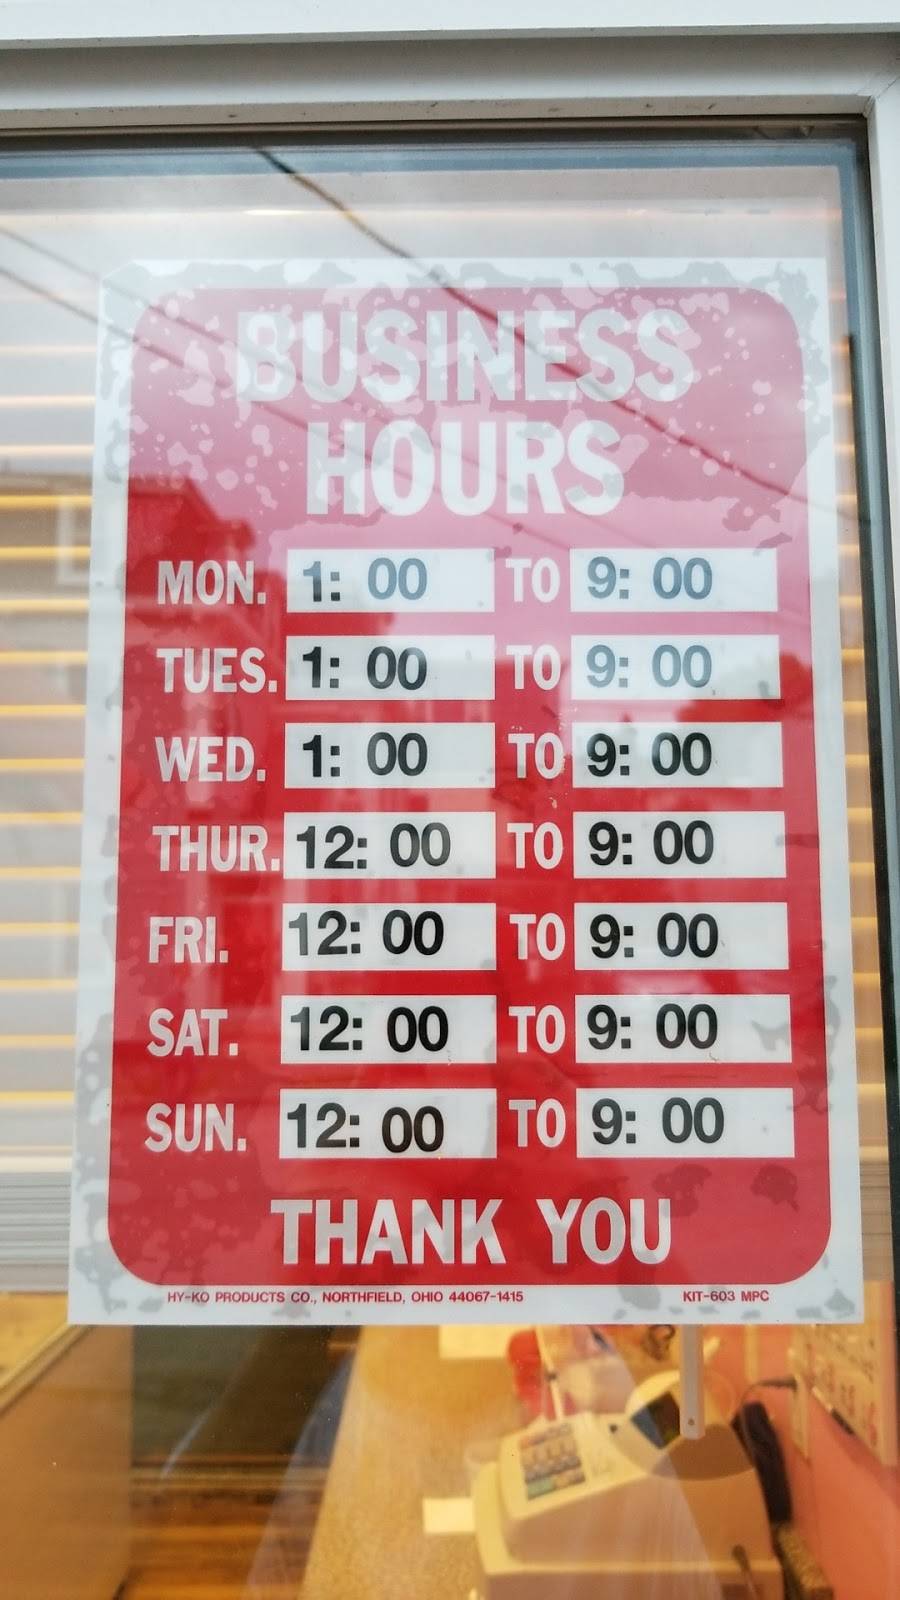 BUSINESS
HOURS
MON. 1: 00 TO 9: 00
TUES. 1: 00 TO 9: 00
WED. 1: 00 TO 9: 00
THUR. 12: 00 TO 9: 00
FRI. 12: 00 TO 9: 00
SAT. 12: 00 TO 9: 00
SUN. 12: 00 TO 9: 00
THANK YOU
HY-KO PRODUCTS CO., NORTHFIELD, OHIO 44067-1415 KIT-603 MPC